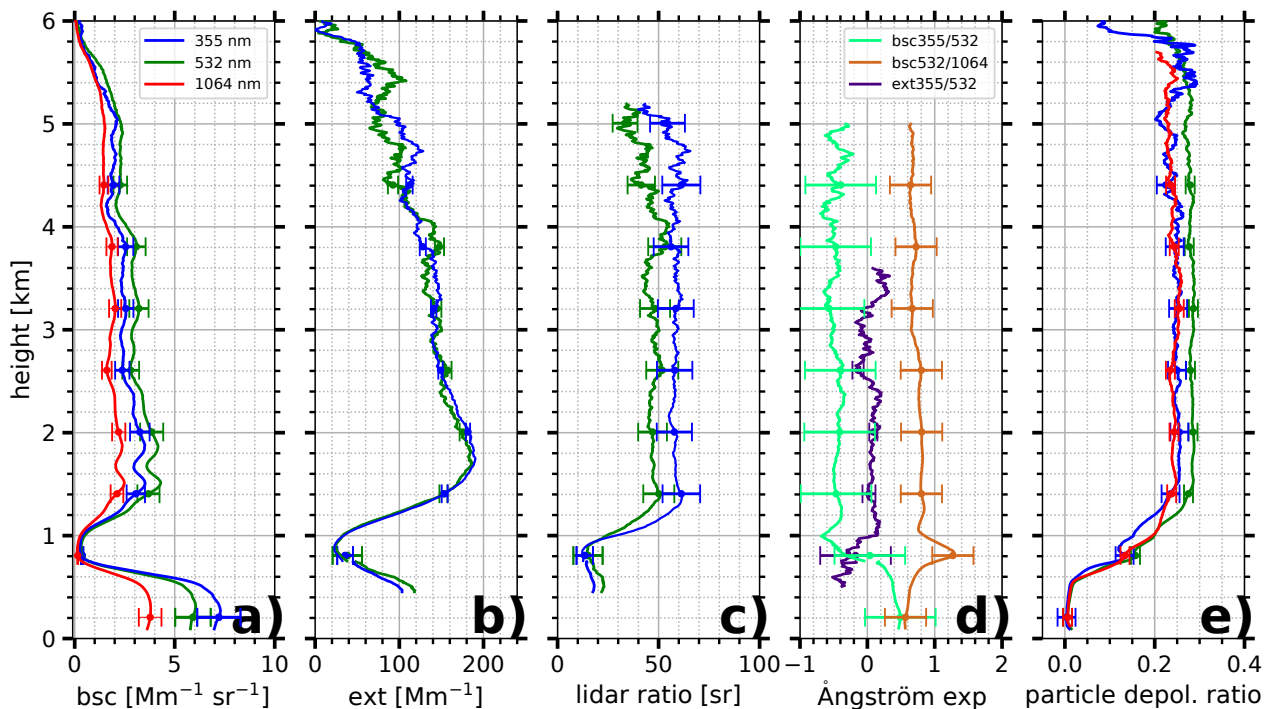 6
5
4
3
2
1
0
height [km]
355 nm
532 nm
1064 nm
a)
0
5
10
bsc [Mm⁻¹ sr⁻¹]
b)
0
100
200
ext [Mm⁻¹]
c)
0
50
100
lidar ratio [sr]
bsc355/532
bsc532/1064
ext355/532
d)
−1
0
1
2
Ångström exp
e)
0.0
0.2
0.4
particle depol. ratio